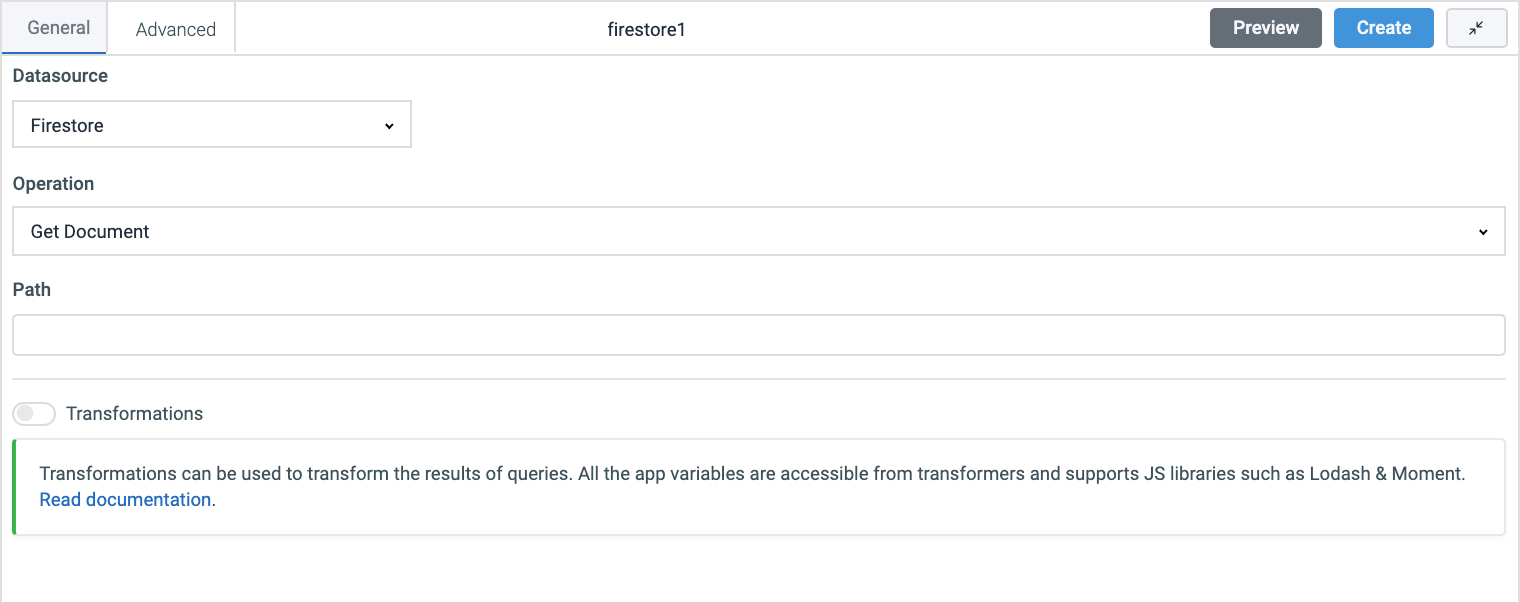 General
Advanced
firestore1
Preview
Create
Datasource
Firestore
Operation
Get Document
Path
Transformations
Transformations can be used to transform the results of queries. All the app variables are accessible from transformers and supports JS libraries such as Lodash & Moment.
Read documentation.